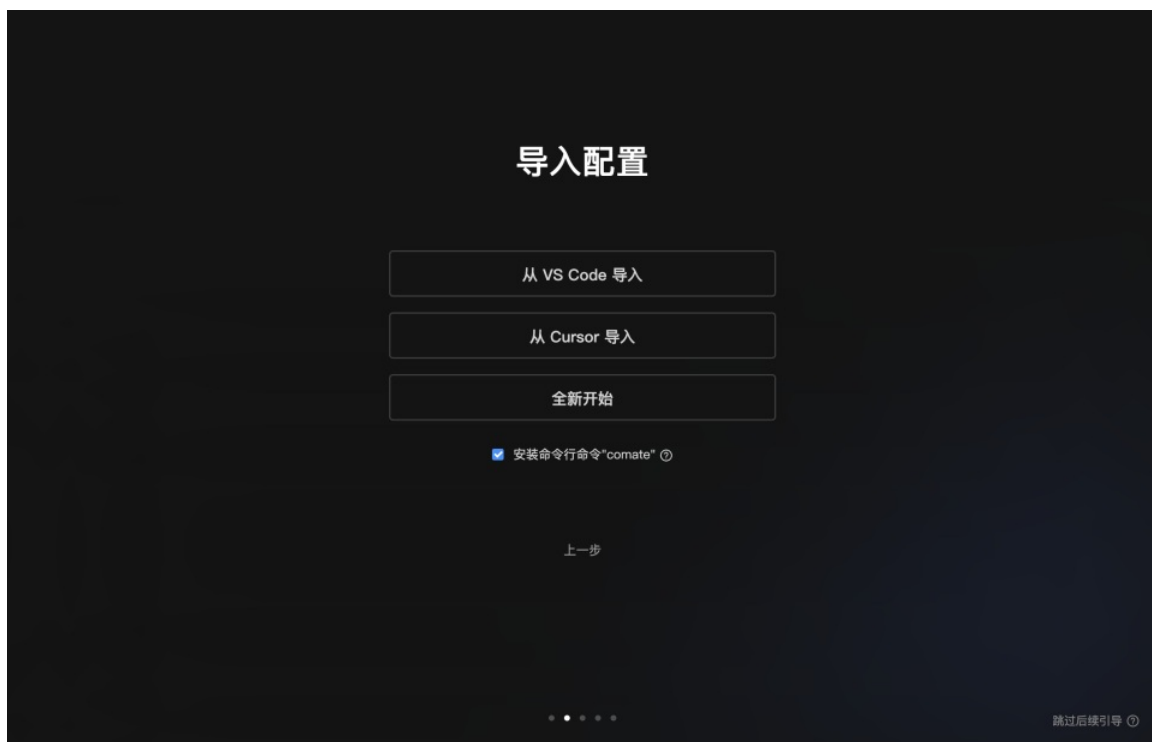 导入配置
从 VS Code 导入
从 Cursor 导入
全新开始
安装命令行命令"comate" ?
上一步
跳过后续引导 ?